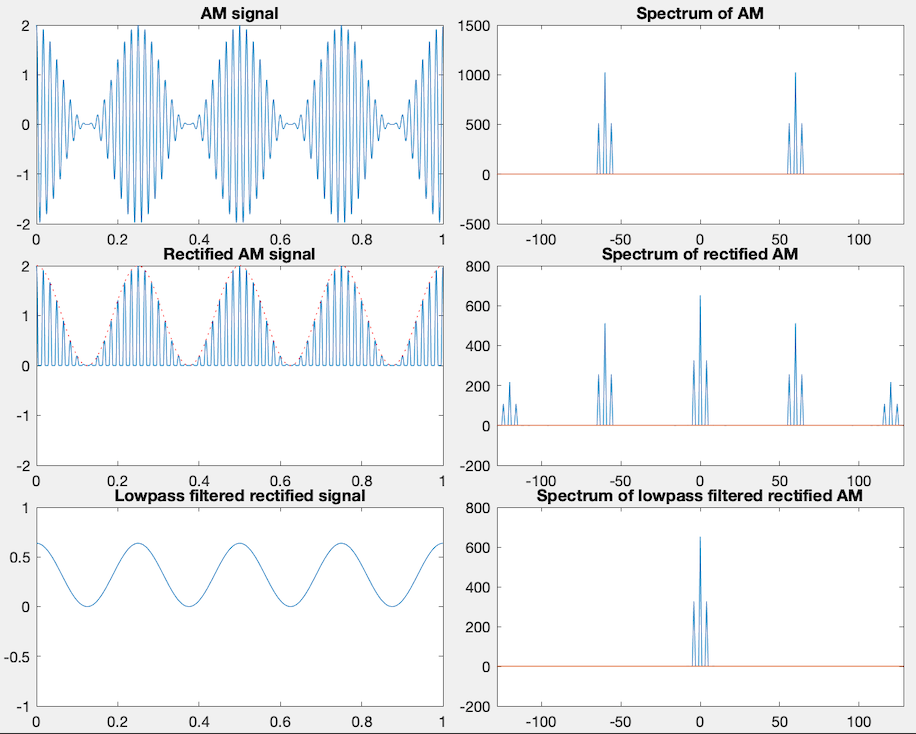 AM signal
2
1
0
-1
-2
0 0.2 0.4 0.6 0.8 1
Spectrum of AM
1500
1000
500
0
-500
-100 -50 0 50 100
Rectified AM signal
2
1
0
-1
-2
0 0.2 0.4 0.6 0.8 1
Spectrum of rectified AM
800
600
400
200
0
-200
-100 -50 0 50 100
Lowpass filtered rectified signal
1
0.5
0
-0.5
-1
0 0.2 0.4 0.6 0.8 1
Spectrum of lowpass filtered rectified AM
800
600
400
200
0
-200
-100 -50 0 50 100